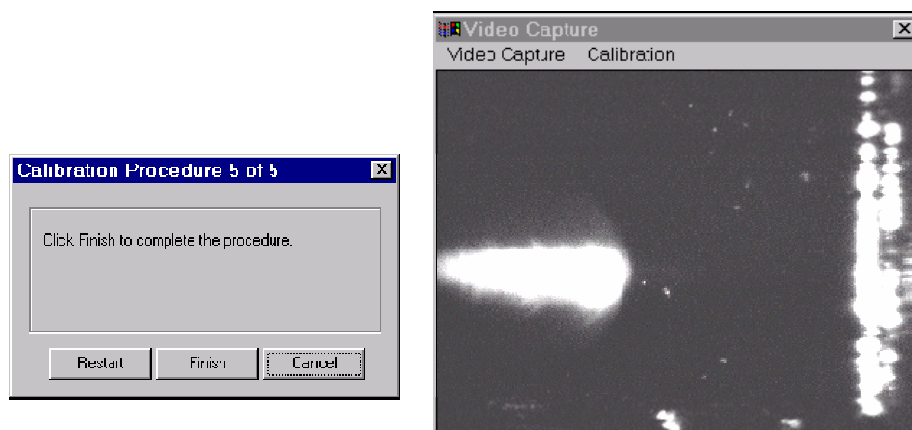 Calibration Procedure 5 of 5
Click Finish to complete the procedure.
Restart
Finish
Cancel
Video Capture
Video Capture Calibration